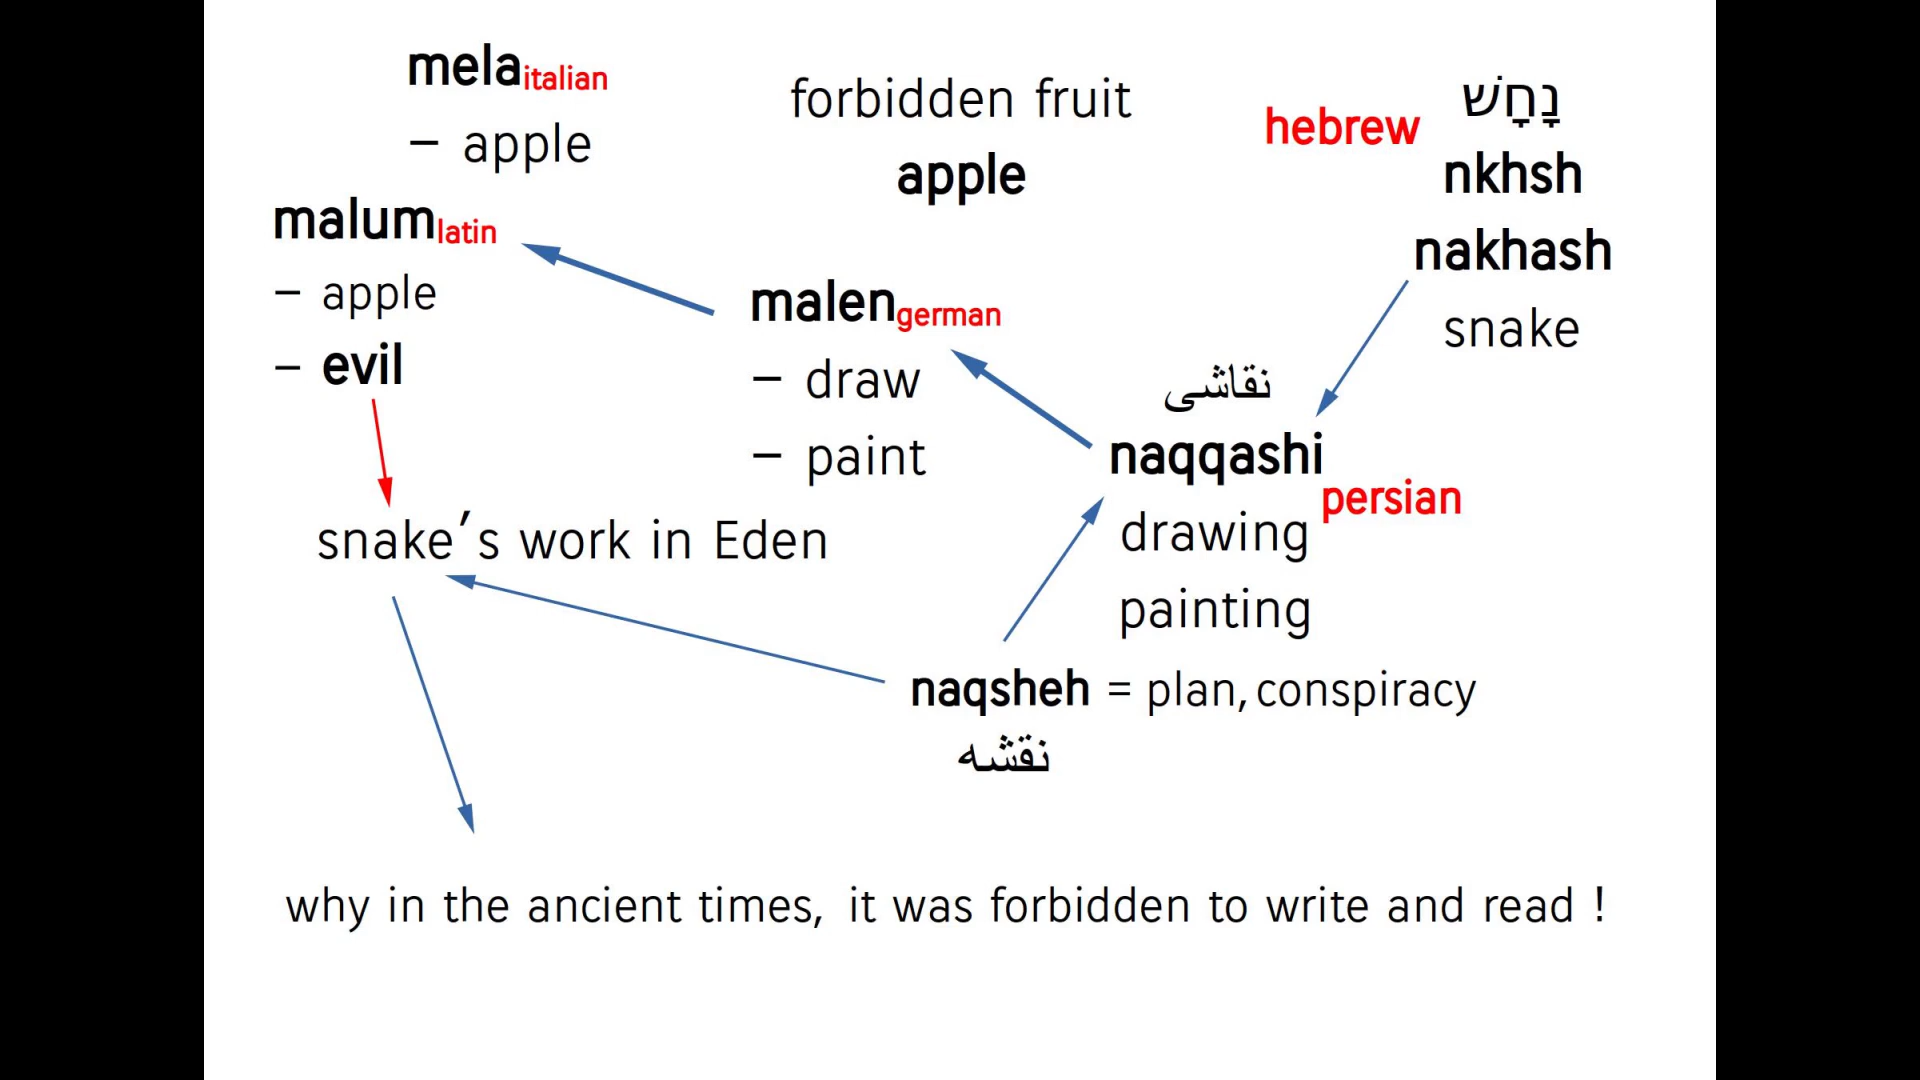 mela italian
– apple
malum latin
– apple
– evil
forbidden fruit
apple
hebrew
נָחָשׁ
nkhsh
nakhash
snake
malen german
– draw
– paint
نقاشی
naqqashi
persian
drawing
painting
snake’s work in Eden
naqsheh = plan, conspiracy
نقشه
why in the ancient times, it was forbidden to write and read !